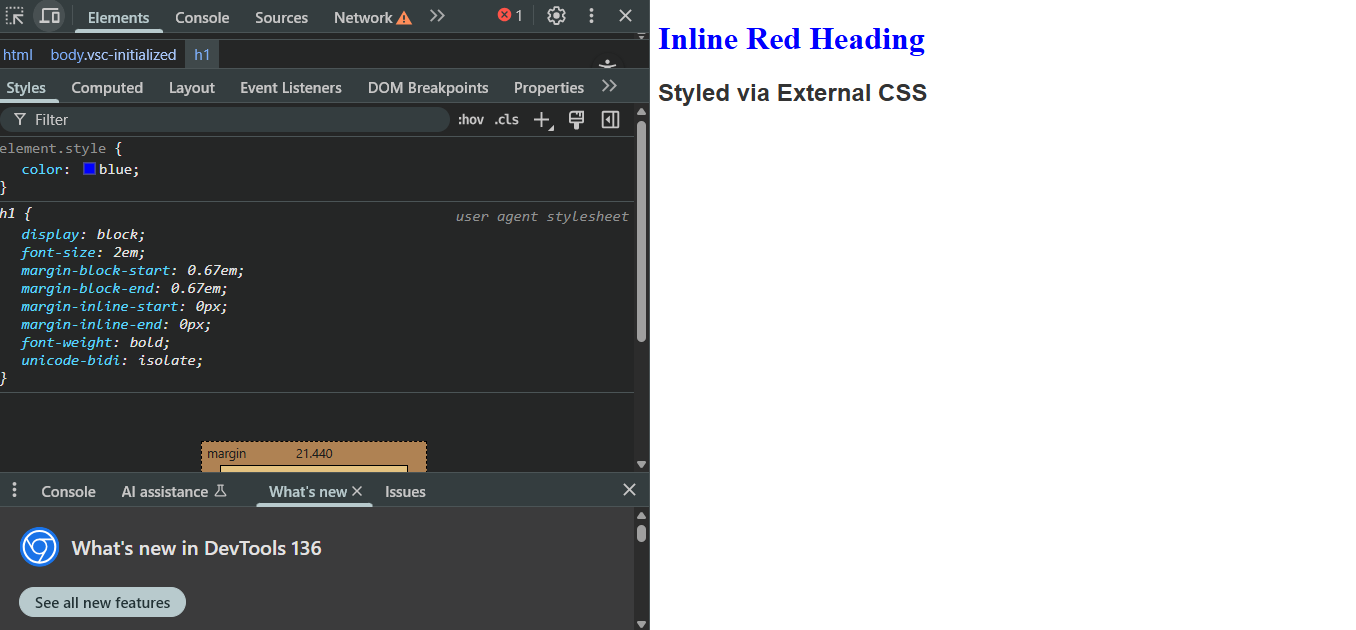 Elements Console Sources Network 1
html body.vsc-initialized h1
Styles Computed Layout Event Listeners DOM Breakpoints Properties
Filter :hov .cls
element.style {
color: blue;
}
h1 { user agent stylesheet
display: block;
font-size: 2em;
margin-block-start: 0.67em;
margin-block-end: 0.67em;
margin-inline-start: 0px;
margin-inline-end: 0px;
font-weight: bold;
unicode-bidi: isolate;
}
margin 21.440
Console AI assistance What's new Issues
What's new in DevTools 136
See all new features
Inline Red Heading
Styled via External CSS